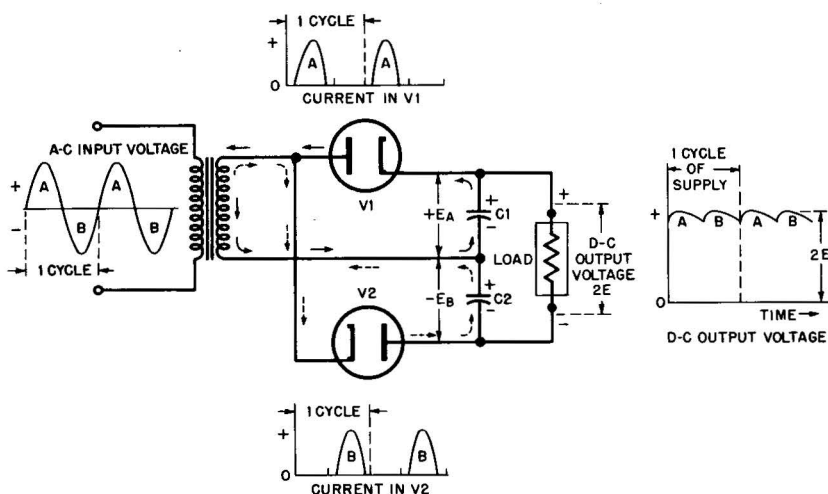 1 CYCLE
+
A
A
0
CURRENT IN V1
A-C INPUT VOLTAGE
+
A
A
-
B
B
1 CYCLE
V1
+EA
+
C1
-
V2
-EB
+
C2
-
LOAD
+
D-C
OUTPUT
VOLTAGE
2E
-
1 CYCLE
OF
SUPPLY
+
A
B
A
B
2E
0
TIME
D-C OUTPUT VOLTAGE
1 CYCLE
+
B
B
0
CURRENT IN V2